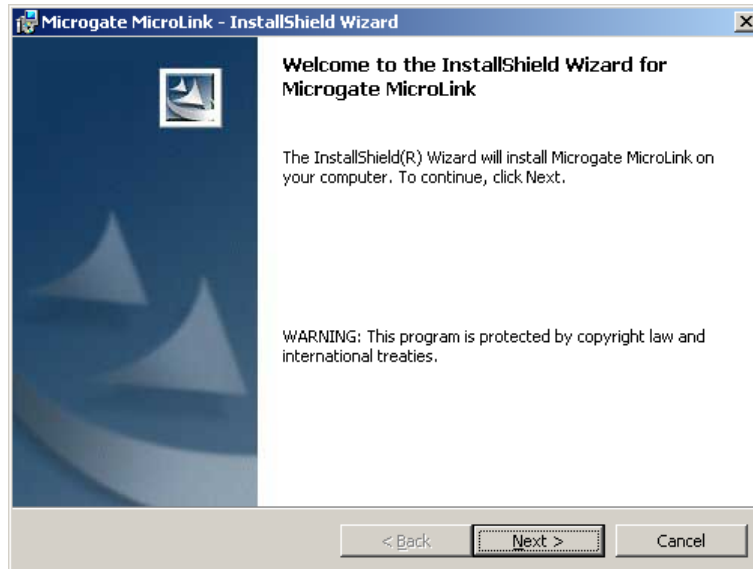 Microgate MicroLink - InstallShield Wizard
Welcome to the InstallShield Wizard for
Microgate MicroLink
The InstallShield(R) Wizard will install Microgate MicroLink on
your computer. To continue, click Next.
WARNING: This program is protected by copyright law and
international treaties.
< Back
Next >
Cancel